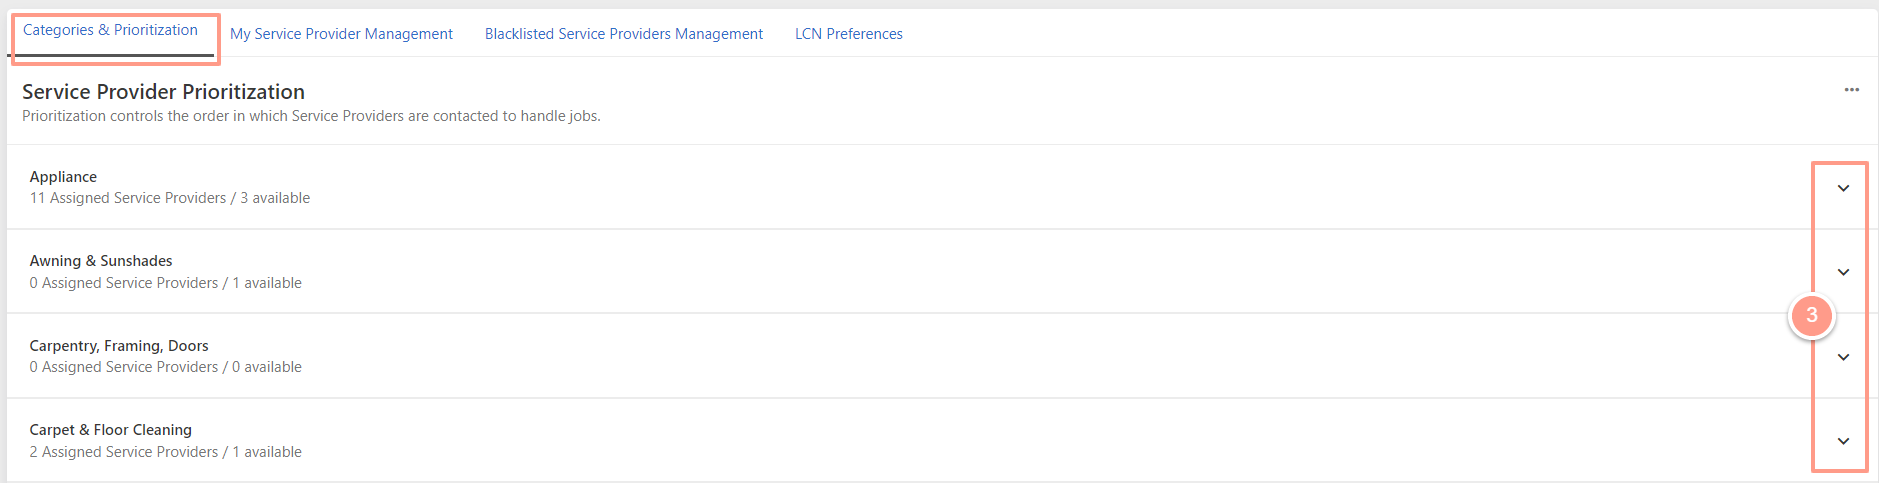 Categories & Prioritization
My Service Provider Management
Blacklisted Service Providers Management
LCN Preferences
Service Provider Prioritization
Prioritization controls the order in which Service Providers are contacted to handle jobs.
Appliance
11 Assigned Service Providers / 3 available
Awning & Sunshades
0 Assigned Service Providers / 1 available
3
Carpentry, Framing, Doors
0 Assigned Service Providers / 0 available
Carpet & Floor Cleaning
2 Assigned Service Providers / 1 available